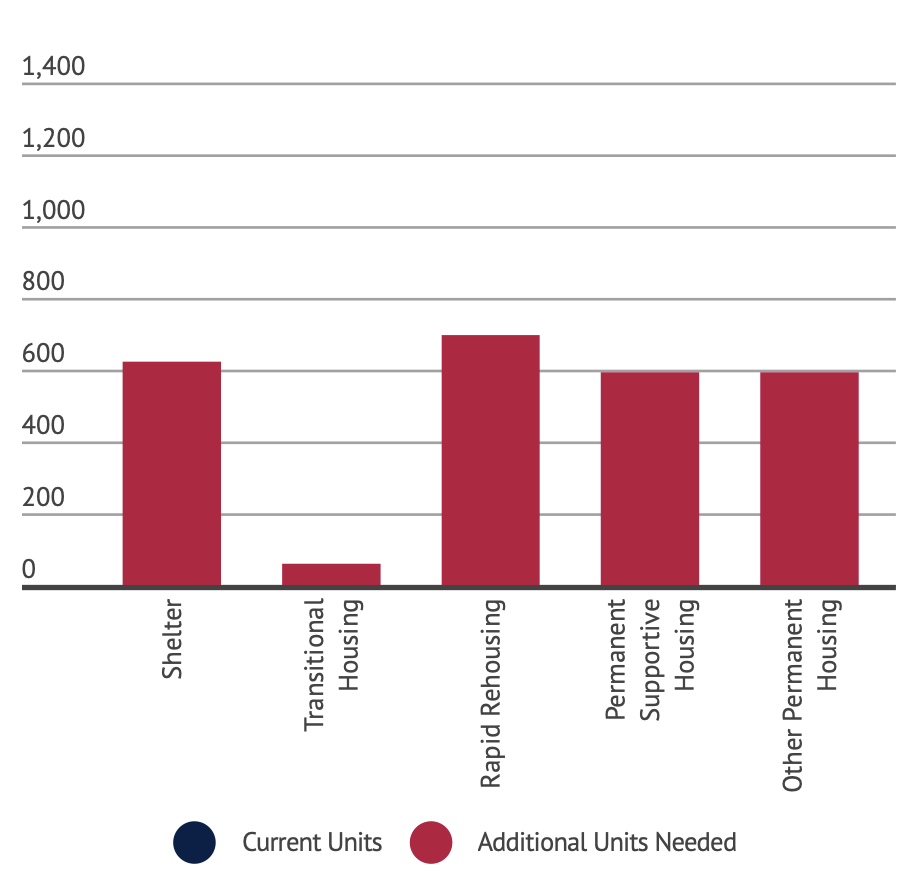 1,400
1,200
1,000
800
600
400
200
0
Shelter
Transitional
Housing
Rapid Rehousing
Permanent
Supportive
Housing
Other Permanent
Housing
Current Units
Additional Units Needed